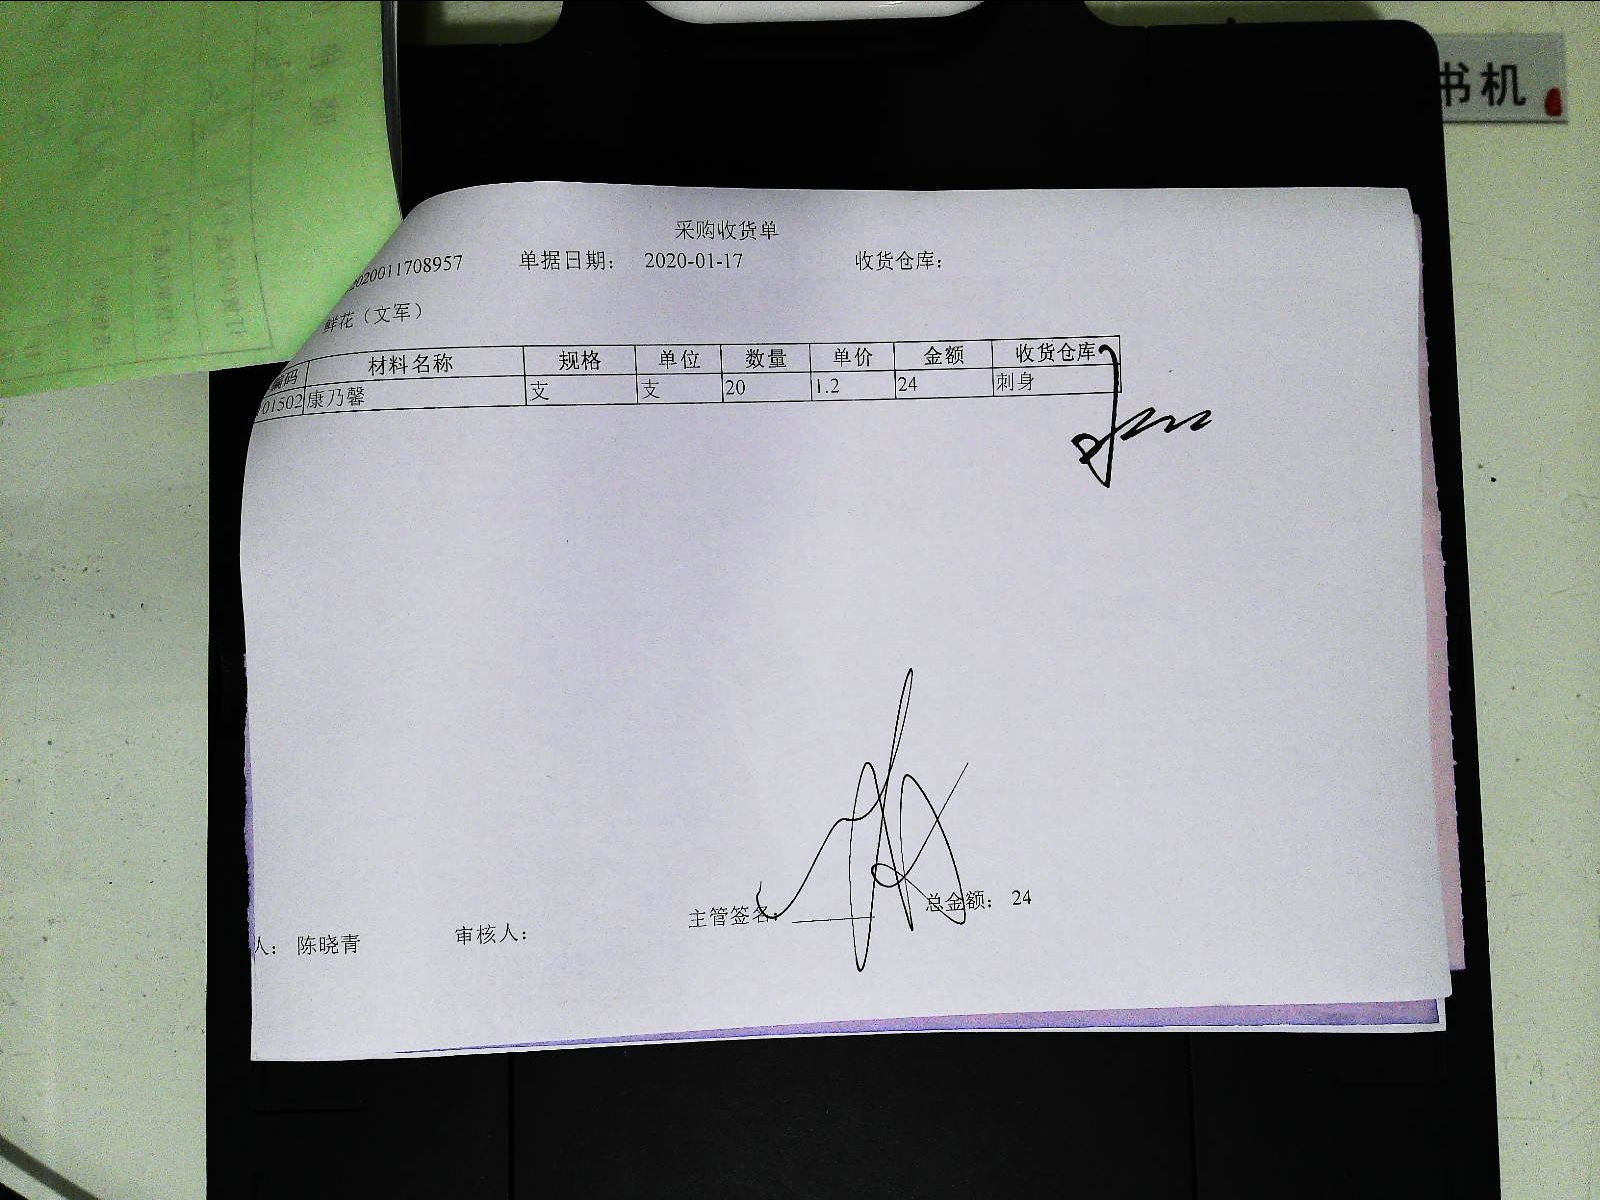 书机
采购收货单
2020011708957 单据日期： 2020-01-17 收货仓库：
鲜花（文军）
编码 材料名称 规格 单位 数量 单价 金额 收货仓库
01502 康乃馨 支 支 20 1.2 24 刺身
主管签名： 总金额： 24
人： 陈晓青 审核人：